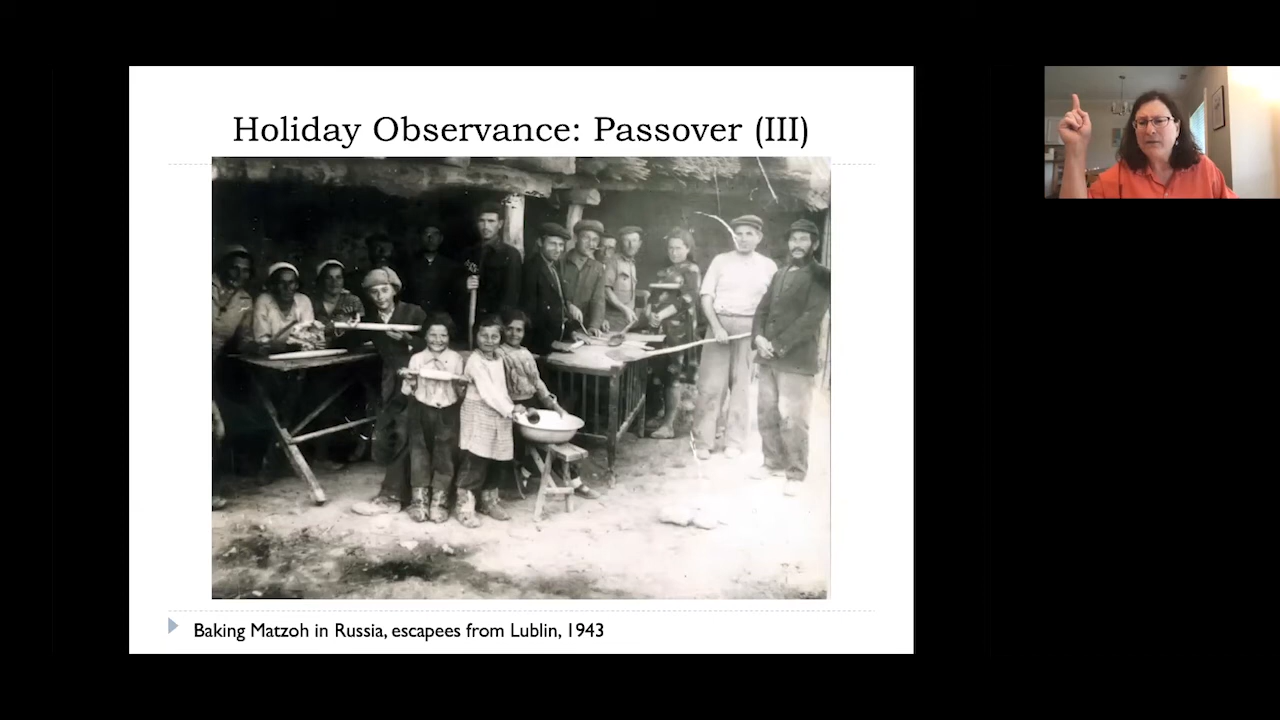 Holiday Observance: Passover (III)
Baking Matzoh in Russia, escapees from Lublin, 1943